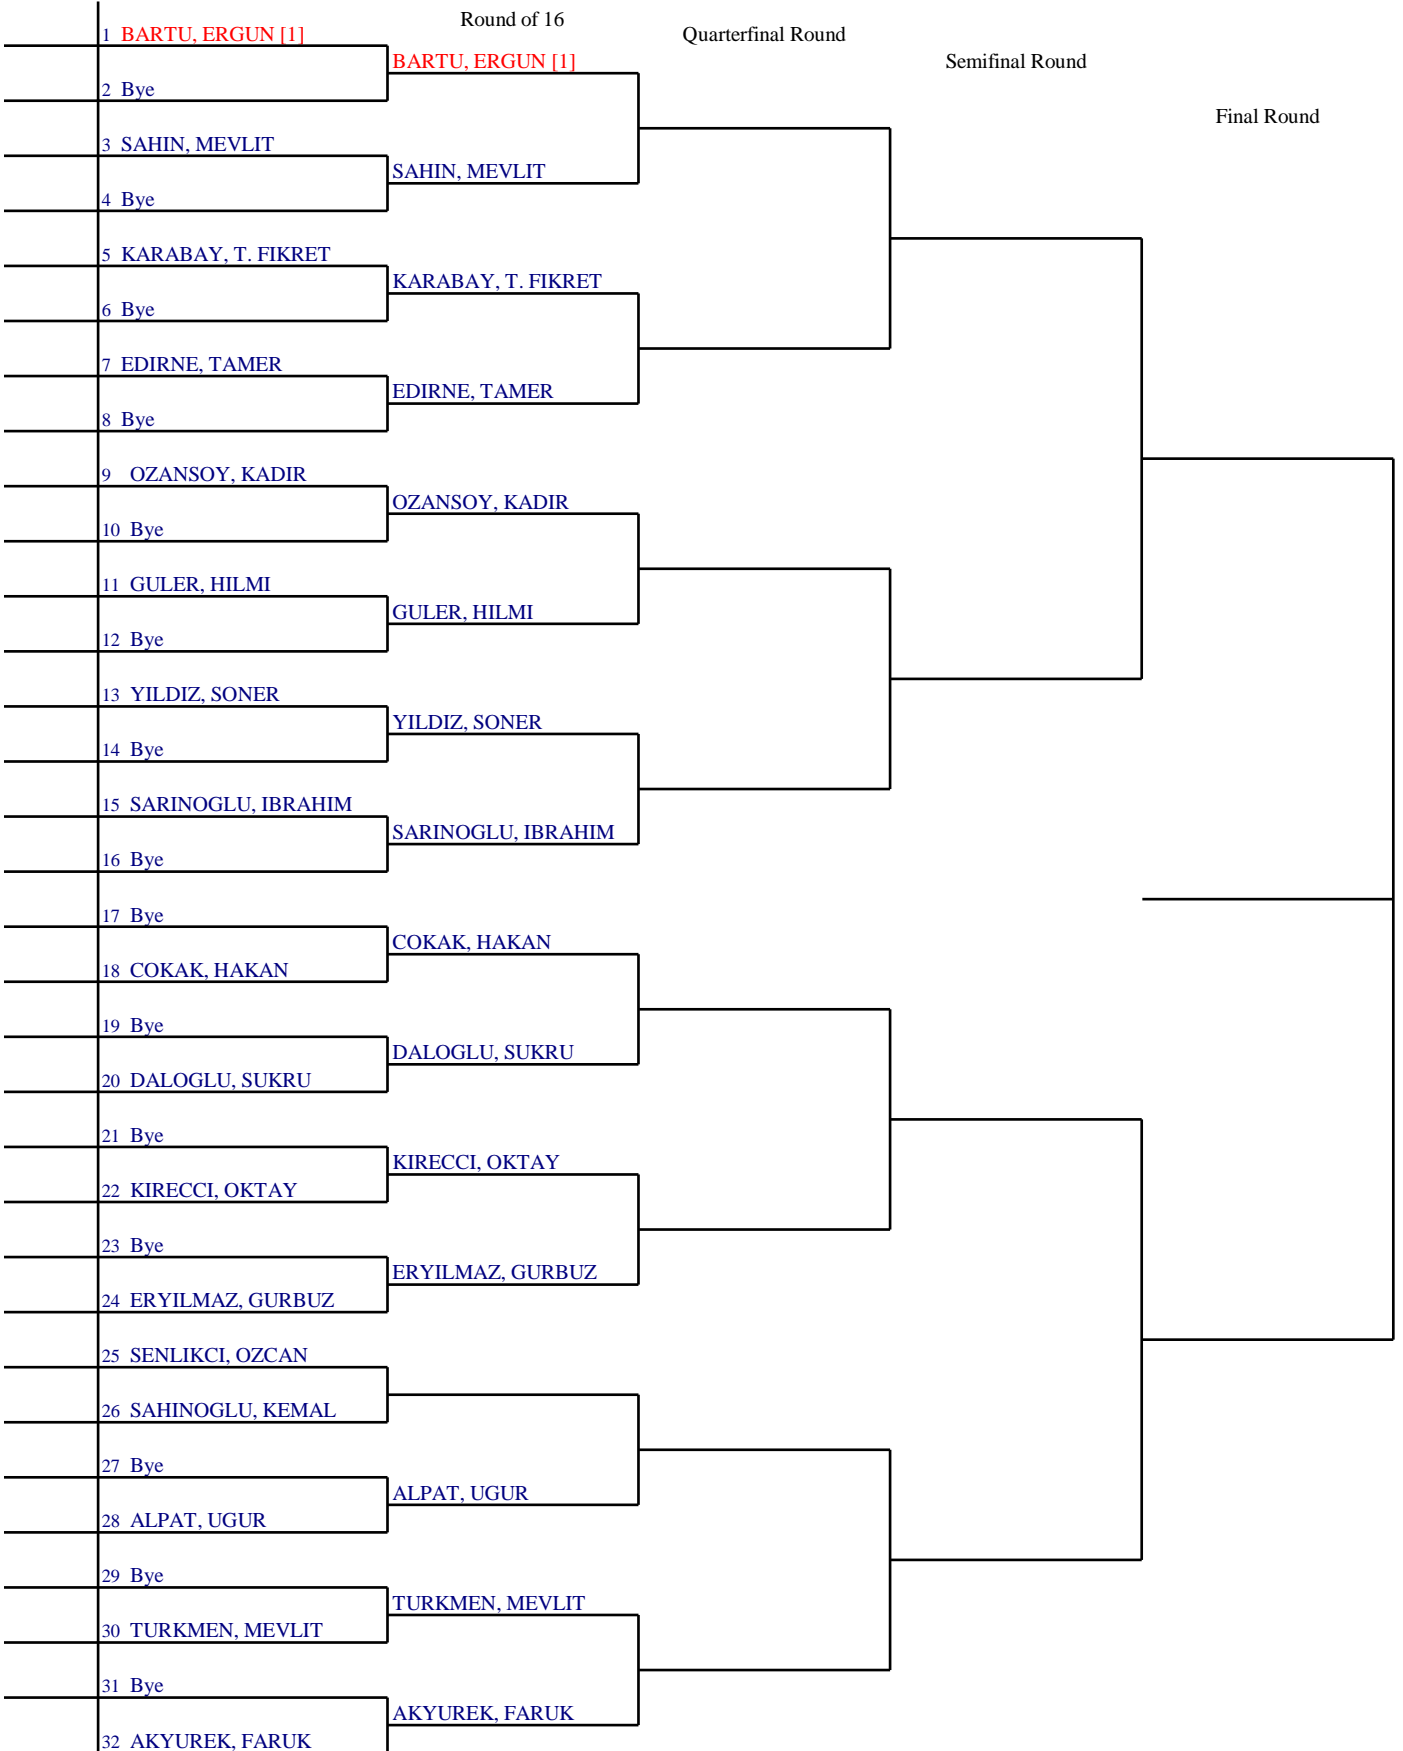 Round of 16
Quarterfinal Round
Semifinal Round
Final Round
1 BARTU, ERGUN [1]
2 Bye
3 SAHIN, MEVLIT
4 Bye
5 KARABAY, T. FIKRET
6 Bye
7 EDIRNE, TAMER
8 Bye
9 OZANSOY, KADIR
10 Bye
11 GULER, HILMI
12 Bye
13 YILDIZ, SONER
14 Bye
15 SARINOGLU, IBRAHIM
16 Bye
17 Bye
18 COKAK, HAKAN
19 Bye
20 DALOGLU, SUKRU
21 Bye
22 KIRECCI, OKTAY
23 Bye
24 ERYILMAZ, GURBUZ
25 SENLIKCI, OZCAN
26 SAHINOGLU, KEMAL
27 Bye
28 ALPAT, UGUR
29 Bye
30 TURKMEN, MEVLIT
31 Bye
32 AKYUREK, FARUK
BARTU, ERGUN [1]
SAHIN, MEVLIT
KARABAY, T. FIKRET
EDIRNE, TAMER
OZANSOY, KADIR
GULER, HILMI
YILDIZ, SONER
SARINOGLU, IBRAHIM
COKAK, HAKAN
DALOGLU, SUKRU
KIRECCI, OKTAY
ERYILMAZ, GURBUZ
ALPAT, UGUR
TURKMEN, MEVLIT
AKYUREK, FARUK